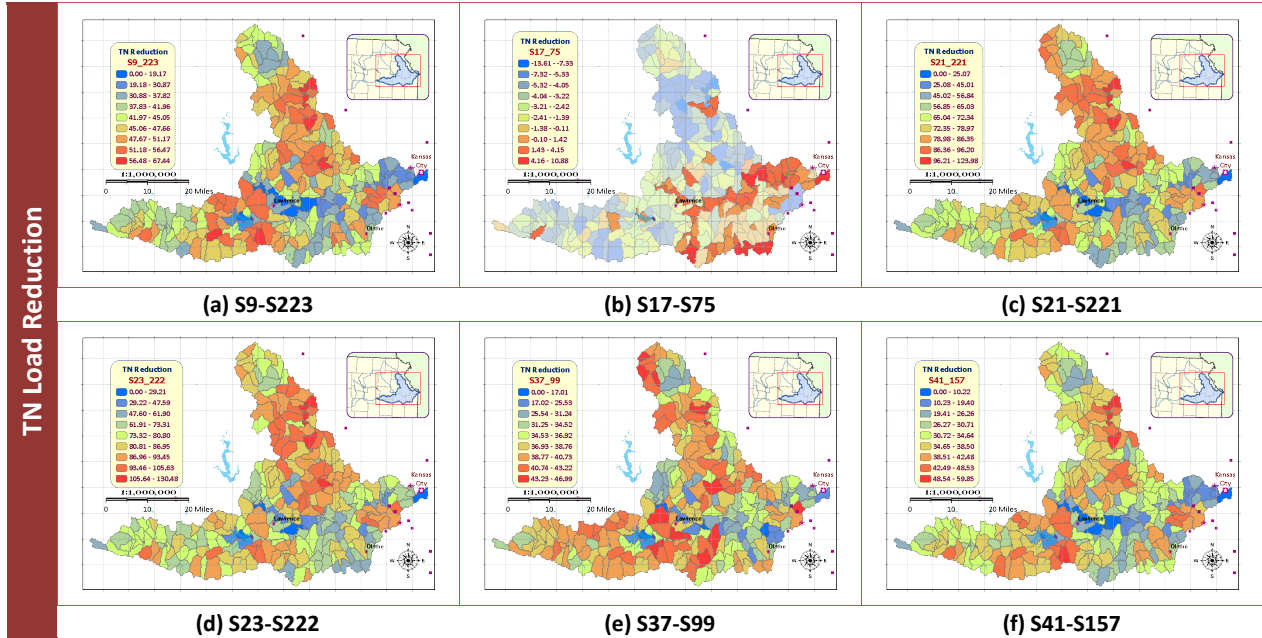 TN Load Reduction
TN Reduction
S9_223
0.00 - 19.17
19.18 - 30.87
30.88 - 37.82
37.83 - 41.96
41.97 - 45.05
45.06 - 47.66
47.67 - 51.17
51.18 - 56.47
56.48 - 67.44
1:1,000,000
0 10 20 Miles
Lawrence
Kansas City
Olathe
N
W E
S
(a) S9-S223
TN Reduction
S17_75
-13.61 - -7.33
-7.32 - -5.33
-5.32 - -4.05
-4.04 - -3.22
-3.21 - -2.42
-2.41 - -1.39
-1.38 - -0.11
-0.10 - 1.42
1.43 - 4.15
4.16 - 10.88
1:1,000,000
0 10 20 Miles
Lawrence
Kansas City
Olathe
N
W E
S
(b) S17-S75
TN Reduction
S21_221
0.00 - 25.07
25.08 - 45.01
45.02 - 56.84
56.85 - 65.03
65.04 - 72.34
72.35 - 78.97
78.98 - 86.35
86.36 - 96.20
96.21 - 123.98
1:1,000,000
0 10 20 Miles
Lawrence
Kansas City
Olathe
N
W E
S
(c) S21-S221
TN Reduction
S23_222
0.00 - 29.21
29.22 - 47.59
47.60 - 61.90
61.91 - 73.31
73.32 - 80.80
80.81 - 86.95
86.96 - 93.45
93.46 - 105.63
105.64 - 130.48
1:1,000,000
0 10 20 Miles
Lawrence
Kansas City
Olathe
N
W E
S
(d) S23-S222
TN Reduction
S37_99
0.00 - 17.01
17.02 - 25.53
25.54 - 31.24
31.25 - 34.52
34.53 - 36.92
36.93 - 38.76
38.77 - 40.73
40.74 - 43.22
43.23 - 46.99
1:1,000,000
0 10 20 Miles
Lawrence
Kansas City
Olathe
N
W E
S
(e) S37-S99
TN Reduction
S41_157
0.00 - 10.22
10.23 - 19.40
19.41 - 26.26
26.27 - 30.71
30.72 - 34.64
34.65 - 38.50
38.51 - 42.48
42.49 - 48.53
48.54 - 59.85
1:1,000,000
0 10 20 Miles
Lawrence
Kansas City
Olathe
N
W E
S
(f) S41-S157